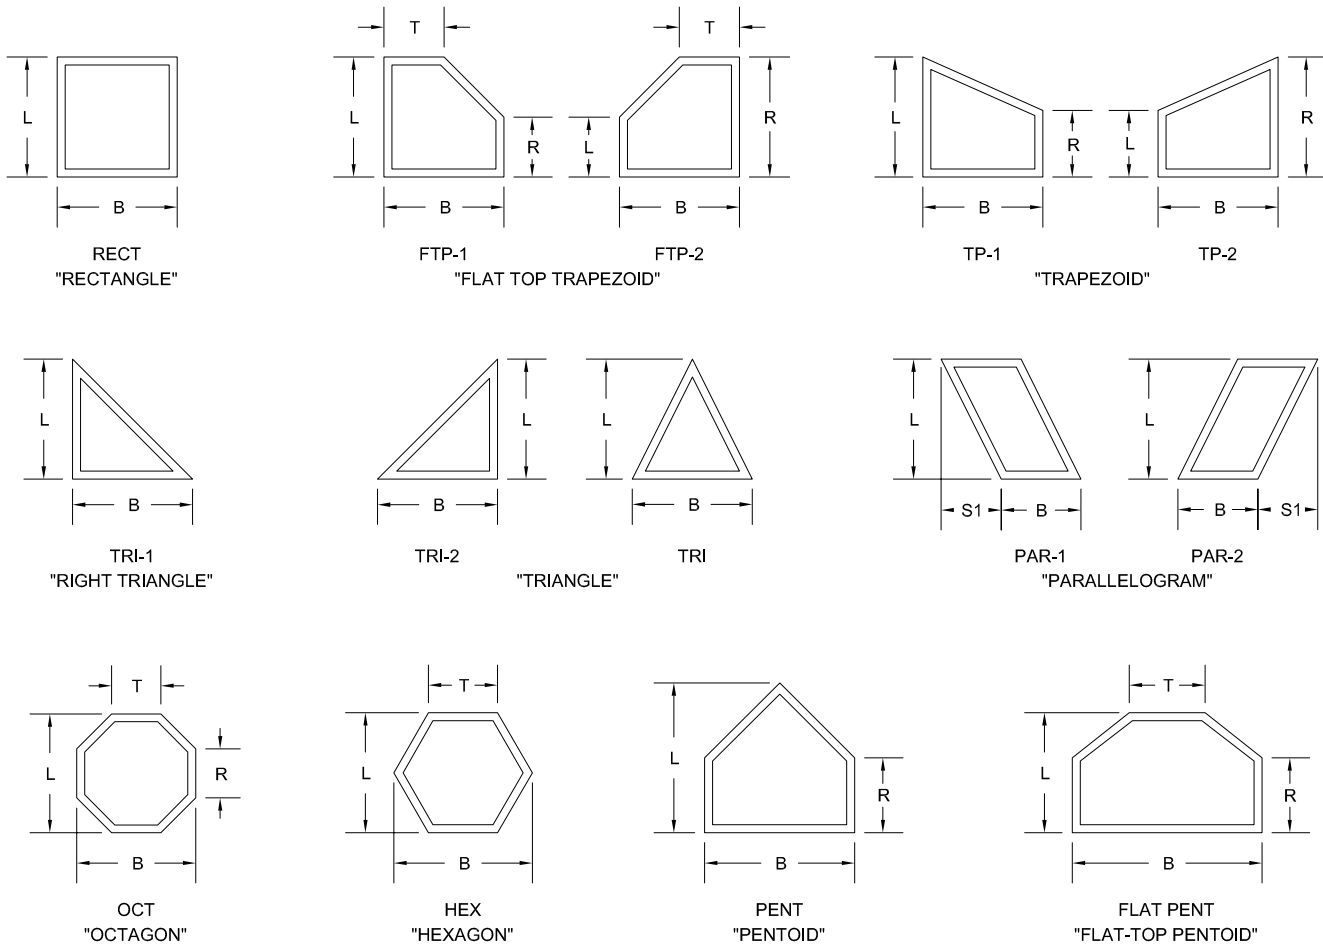 T
T
L
L
R
L
R
L
R
L
R
B
B
B
B
B
RECT
FTP-1
FTP-2
TP-1
TP-2
"RECTANGLE"
"FLAT TOP TRAPEZOID"
"TRAPEZOID"
L
L
L
L
L
B
B
B
S1
B
B
S1
TRI-1
TRI-2
TRI
PAR-1
PAR-2
"RIGHT TRIANGLE"
"TRIANGLE"
"PARALLELOGRAM"
T
T
T
L
R
L
L
R
L
R
B
B
B
B
OCT
HEX
PENT
FLAT PENT
"OCTAGON"
"HEXAGON"
"PENTOID"
"FLAT-TOP PENTOID"